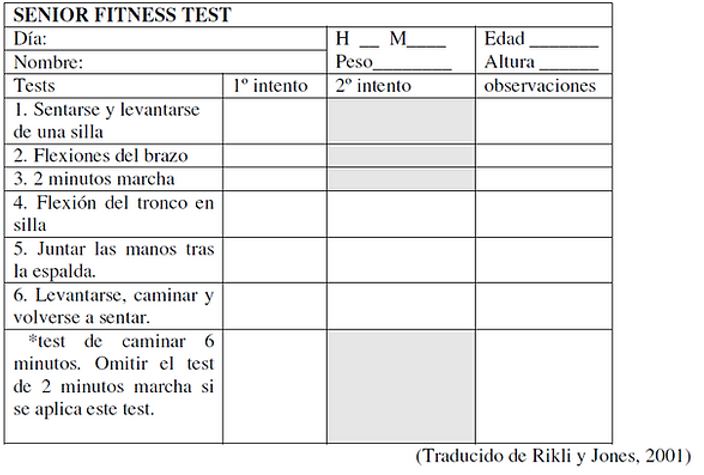 SENIOR FITNESS TEST
Día:
H __ M____
Edad _______
Nombre:
Peso________
Altura ______
Tests
1º intento
2º intento
observaciones
1. Sentarse y levantarse
de una silla
2. Flexiones del brazo
3. 2 minutos marcha
4. Flexión del tronco en
silla
5. Juntar las manos tras
la espalda.
6. Levantarse, caminar y
volverse a sentar.
*test de caminar 6
minutos. Omitir el test
de 2 minutos marcha si
se aplica este test.
(Traducido de Rikli y Jones, 2001)